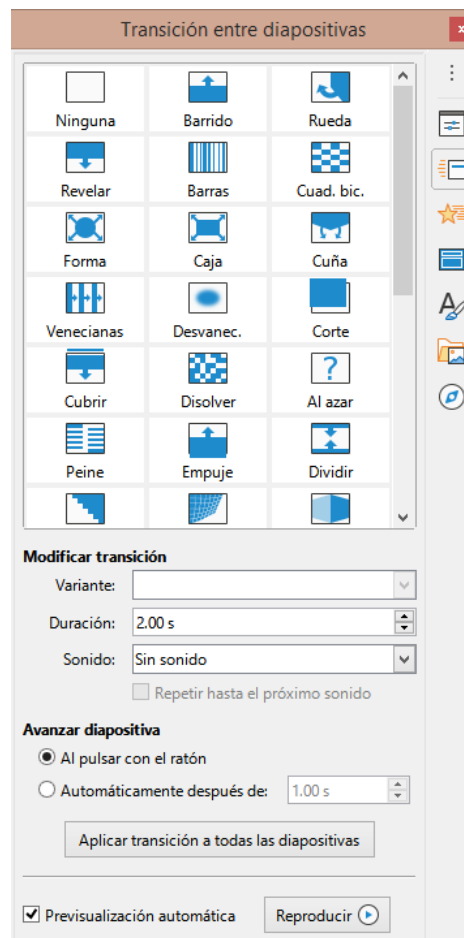 Transición entre diapositivas
Ninguna Barrido Rueda
Revelar Barras Cuad. bic.
Forma Caja Cuña
Venecianas Desvanec. Corte
Cubrir Disolver Al azar
Peine Empuje Dividir
Modificar transición
Variante:
Duración: 2.00 s
Sonido: Sin sonido
Repetir hasta el próximo sonido
Avanzar diapositiva
Al pulsar con el ratón
Automáticamente después de: 1.00 s
Aplicar transición a todas las diapositivas
Previsualización automática Reproducir